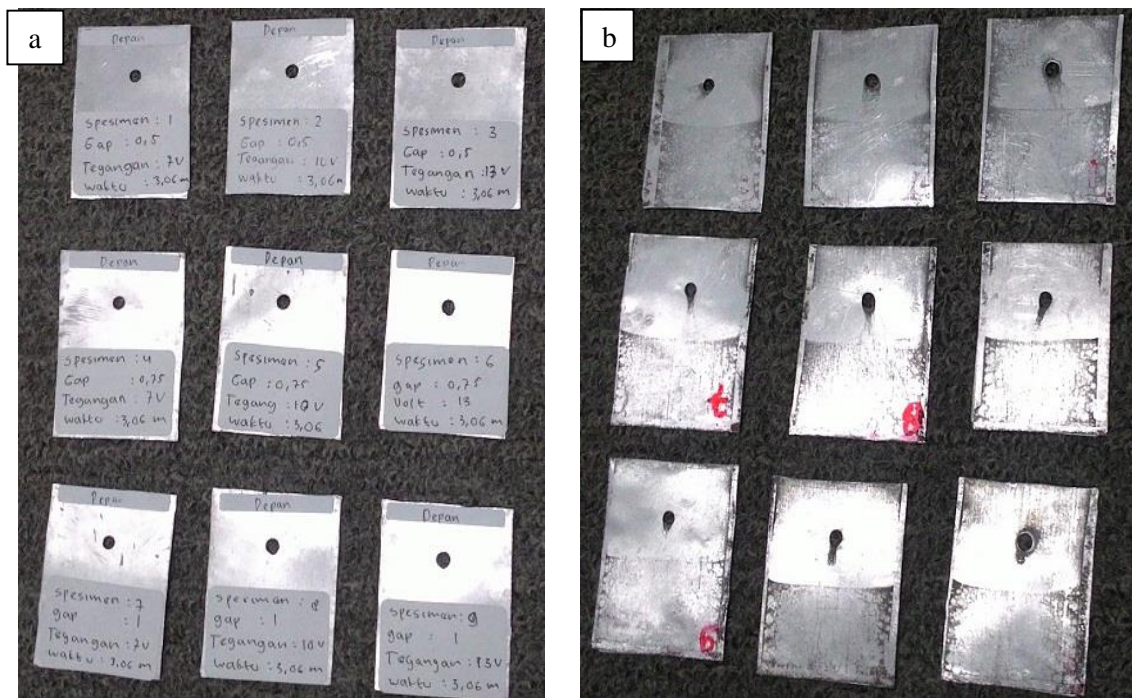 a
Depan
Spesimen : 1
Gap : 0,5
Tegangan : 7V
waktu : 3,06 m
Depan
Spesimen : 2
Gap : 0,5
Tegangan : 10V
waktu : 3,06m
Depan
Spesimen : 3
Gap : 0,5
Tegangan : 13V
waktu : 3,06 m
Depan
Spesimen : 4
Gap : 0,75
Tegangan : 7V
waktu : 3,06 m
Depan
Spesimen : 5
Gap : 0,75
Tegang : 10V
waktu : 3,06
Depan
Spesimen : 6
gap : 0,75
Volt : 13
waktu : 3,06 m
Depan
Spesimen : 7
gap : 1
Tegangan : 7V
waktu : 3,06 m
Depan
Spesimen : 8
gap : 1
Tegangan : 10V
waktu : 3,06 m
Depan
Spesimen : 9
gap : 1
Tegangan : 13V
waktu : 3,06 m
b